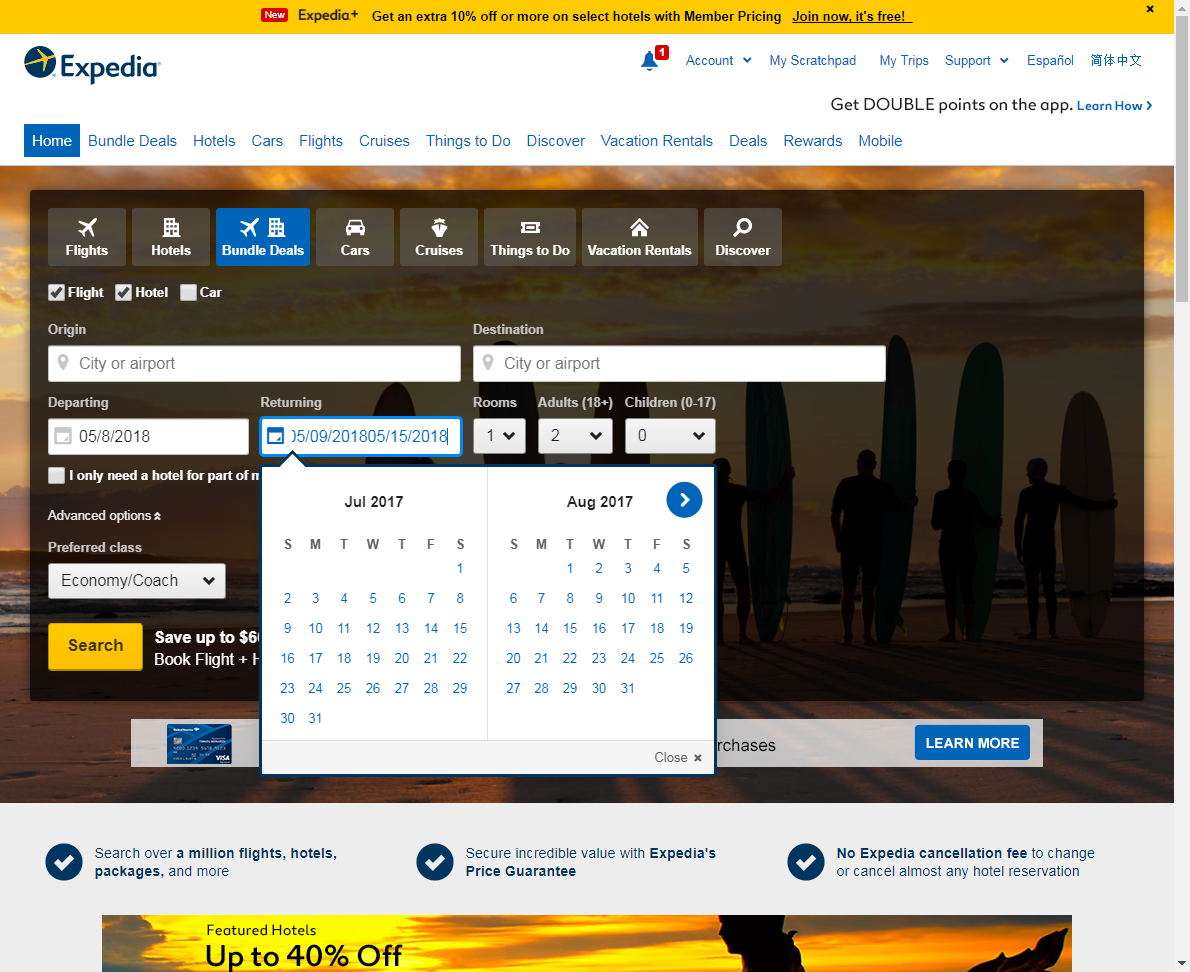 New Expedia+ Get an extra 10% off or more on select hotels with Member Pricing Join now, it's free!
Expedia
1 Account My Scratchpad My Trips Support Español 简体中文
Get DOUBLE points on the app. Learn How
Home Bundle Deals Hotels Cars Flights Cruises Things to Do Discover Vacation Rentals Deals Rewards Mobile
Flights Hotels Bundle Deals Cars Cruises Things to Do Vacation Rentals Discover
Flight Hotel Car
Origin Destination
City or airport City or airport
Departing Returning Rooms Adults (18+) Children (0-17)
05/8/2018 05/09/201805/15/2018 1 2 0
I only need a hotel for part of m
Advanced options
Preferred class
Economy/Coach
Search
Save up to $6
Book Flight + H
Jul 2017
S M T W T F S
1
2 3 4 5 6 7 8
9 10 11 12 13 14 15
16 17 18 19 20 21 22
23 24 25 26 27 28 29
30 31
Aug 2017
S M T W T F S
1 2 3 4 5
6 7 8 9 10 11 12
13 14 15 16 17 18 19
20 21 22 23 24 25 26
27 28 29 30 31
Close
VISA
rchases LEARN MORE
Search over a million flights, hotels,
packages, and more
Secure incredible value with Expedia's
Price Guarantee
No Expedia cancellation fee to change
or cancel almost any hotel reservation
Featured Hotels
Up to 40% Off